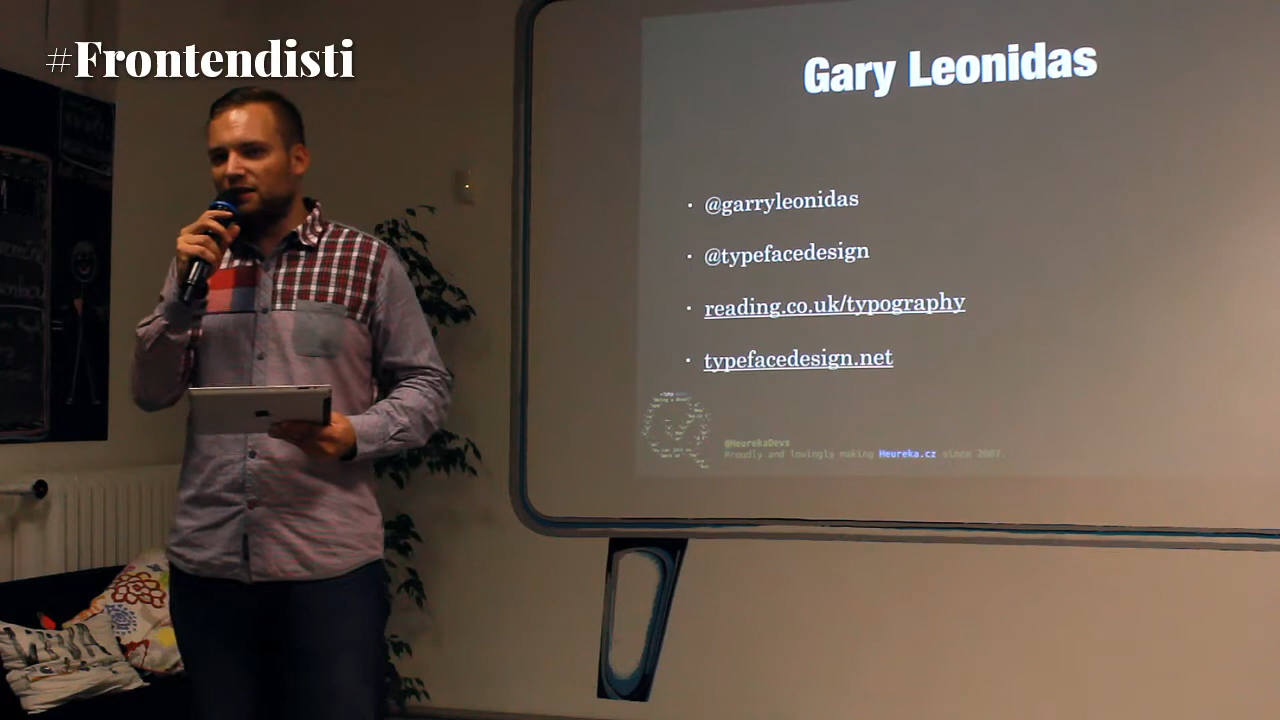 #Frontendisti
Gary Leonidas
· @garryleonidas
· @typefacedesign
· reading.co.uk/typography
· typefacedesign.net
@HeurekaDevs
Proudly and lovingly making Heureka.cz since 2007.